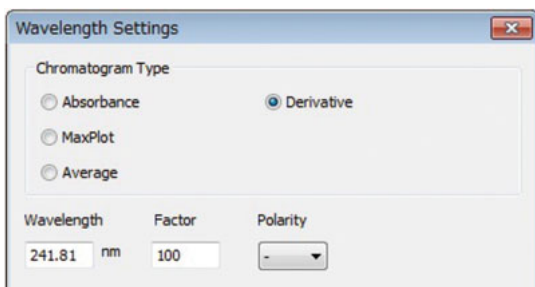 Wavelength Settings
Chromatogram Type
Absorbance Derivative
MaxPlot
Average
Wavelength Factor Polarity
241.81 nm 100 -